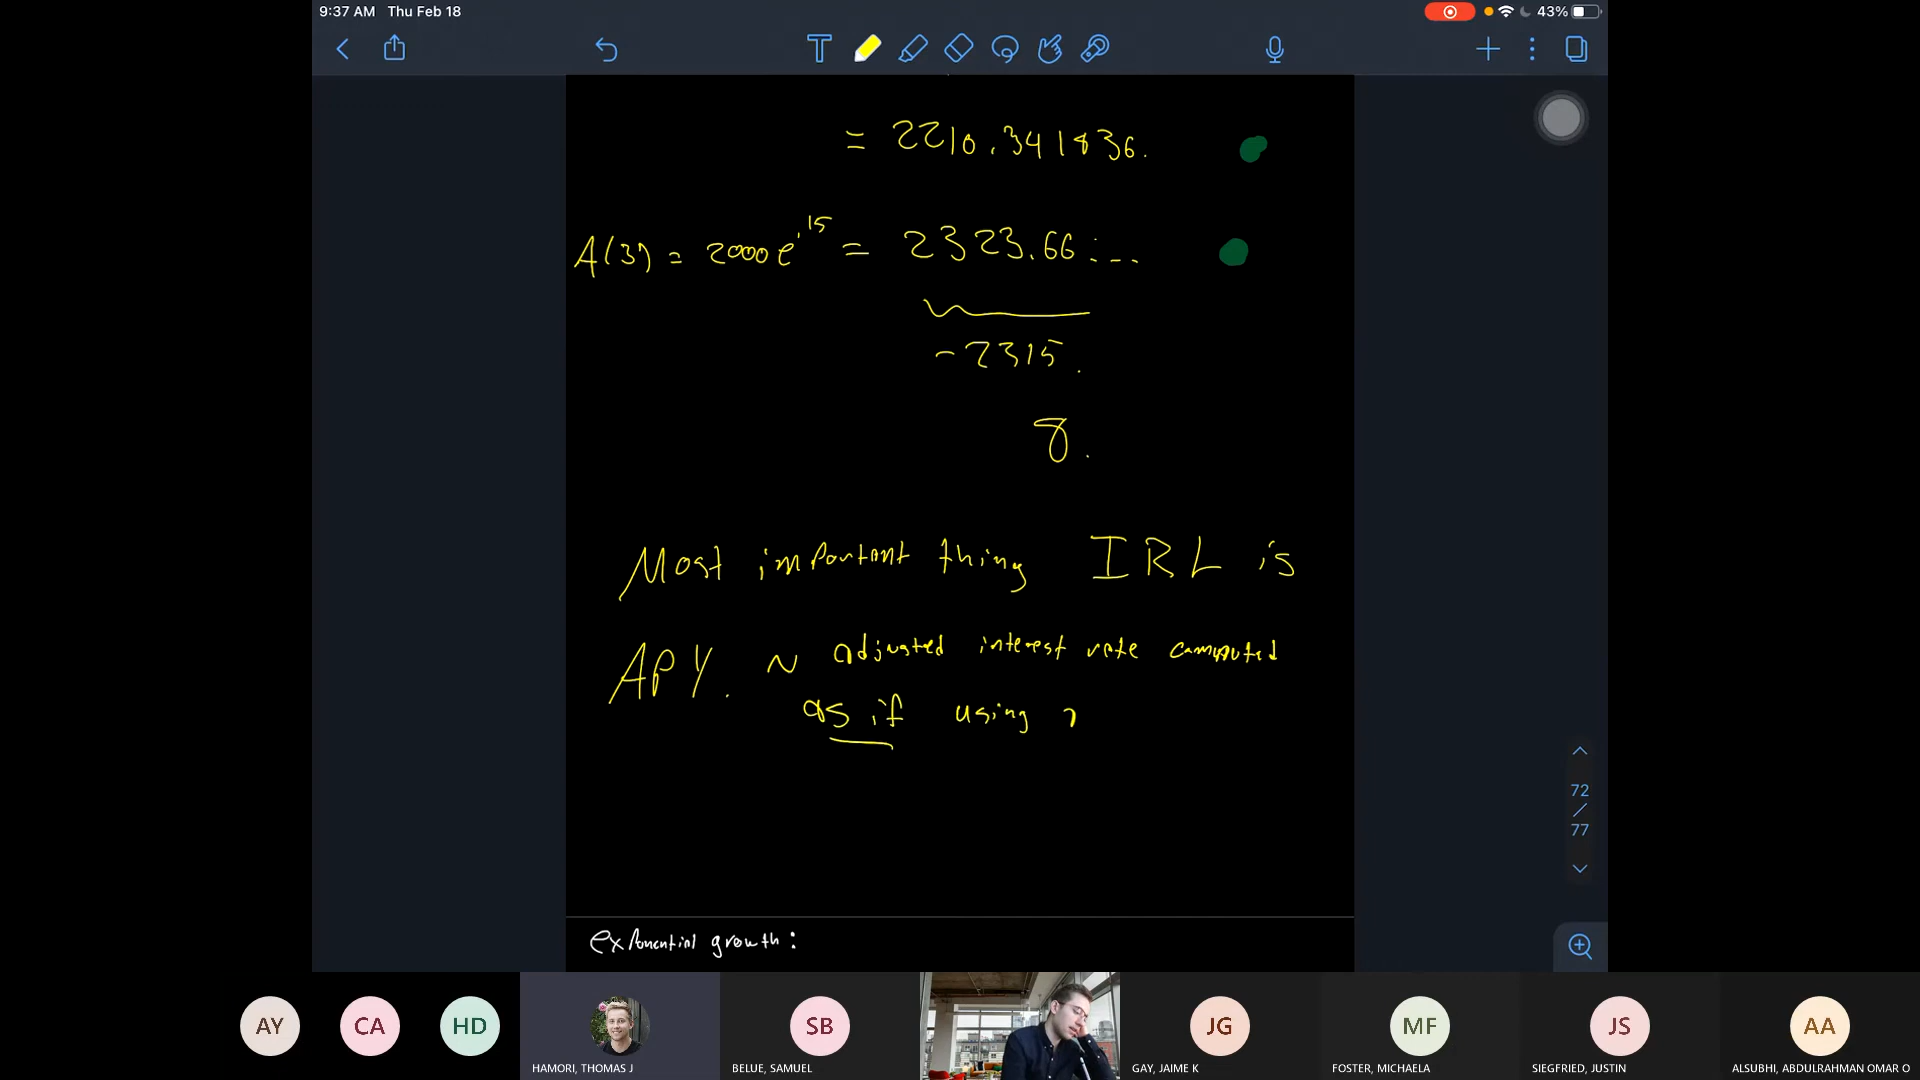 9:37 AM Thu Feb 18
43%
= 2210.341836.
A(3) = 2000e^.15 = 2323.66...
-2315.
8.
Most important thing IRL is
APY. ~ adjusted interest rate computed
as if using
exponential growth:
72
/
77
AY
CA
HD
HAMORI, THOMAS J
SB
BELUE, SAMUEL
JG
GAY, JAIME K
MF
FOSTER, MICHAELA
JS
SIEGFRIED, JUSTIN
AA
ALSUBHI, ABDULRAHMAN OMAR O